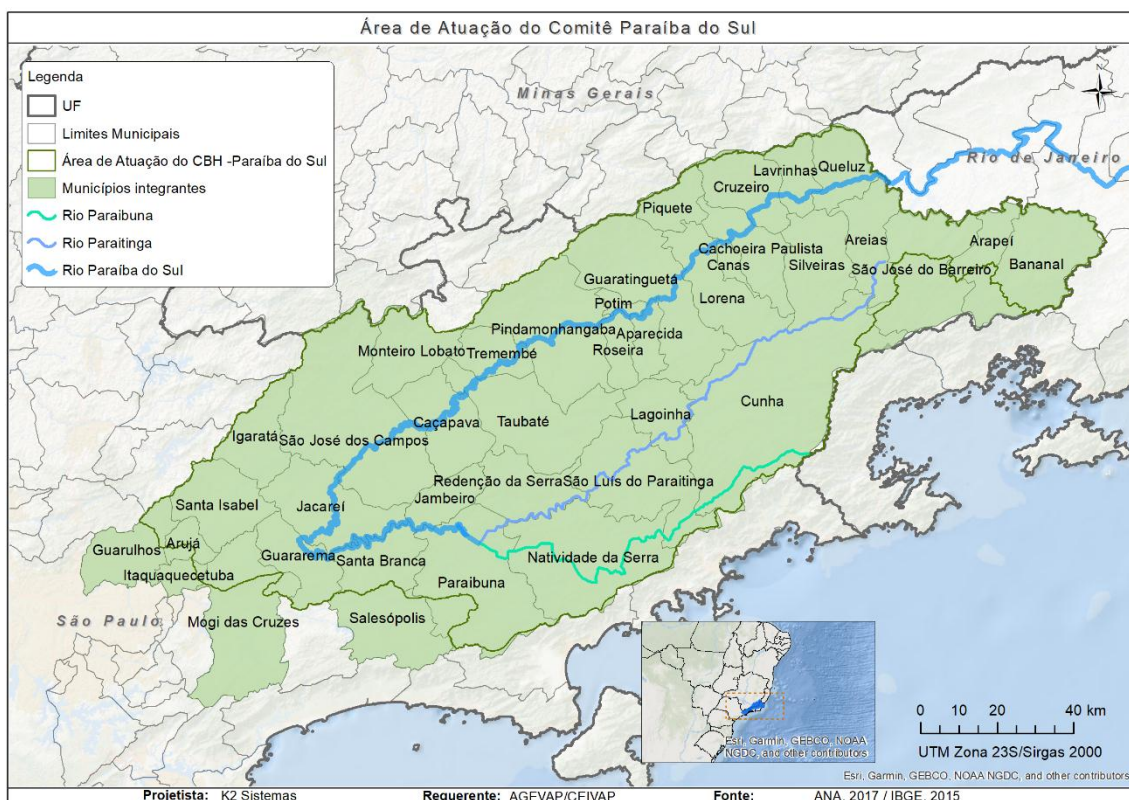 Área de Atuação do Comitê Paraíba do Sul
Legenda
UF
Limites Municipais
Área de Atuação do CBH -Paraíba do Sul
Municípios integrantes
Rio Paraibuna
Rio Paraitinga
Rio Paraíba do Sul
Minas Gerais
N
Rio de Janeiro
Queluz
Lavrinhas
Cruzeiro
Piquete
Areias
Arapeí
Cachoeira Paulista
Canas
Silveiras
São José do Barreiro
Bananal
Guaratinguetá
Lorena
Potim
Pindamonhangaba
Aparecida
Monteiro Lobato
Tremembé
Roseira
Cunha
Caçapava
Taubaté
Lagoinha
Igaratá
São José dos Campos
Redenção da Serra
São Luís do Paraitinga
Jambeiro
Santa Isabel
Jacareí
Guarulhos
Arujá
Guararema
Santa Branca
Natividade da Serra
Itaquaquecetuba
Paraibuna
São Paulo
Mogi das Cruzes
Salesópolis
Esri, Garmin, GEBCO, NOAA
NGDC, and other contributors
0 10 20 40 km
UTM Zona 23S/Sirgas 2000
Esri, Garmin, GEBCO, NOAA NGDC, and other contributors
Projetista: K2 Sistemas Requerente: AGEVAP/CEIVAP Fonte: ANA, 2017 / IBGE, 2015